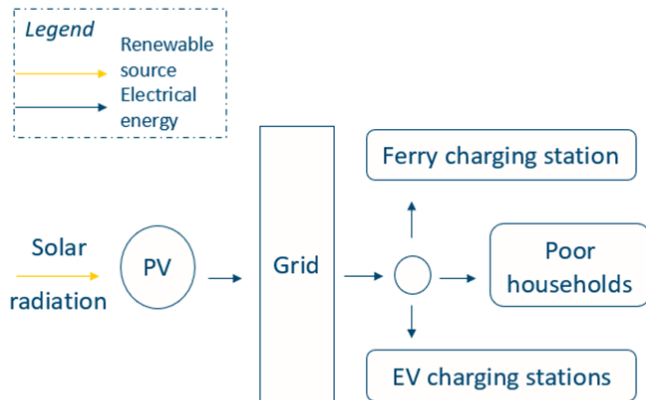 Legend
Renewable
source
Electrical
energy
Ferry charging station
Solar
radiation
PV
Grid
Poor
households
EV charging stations